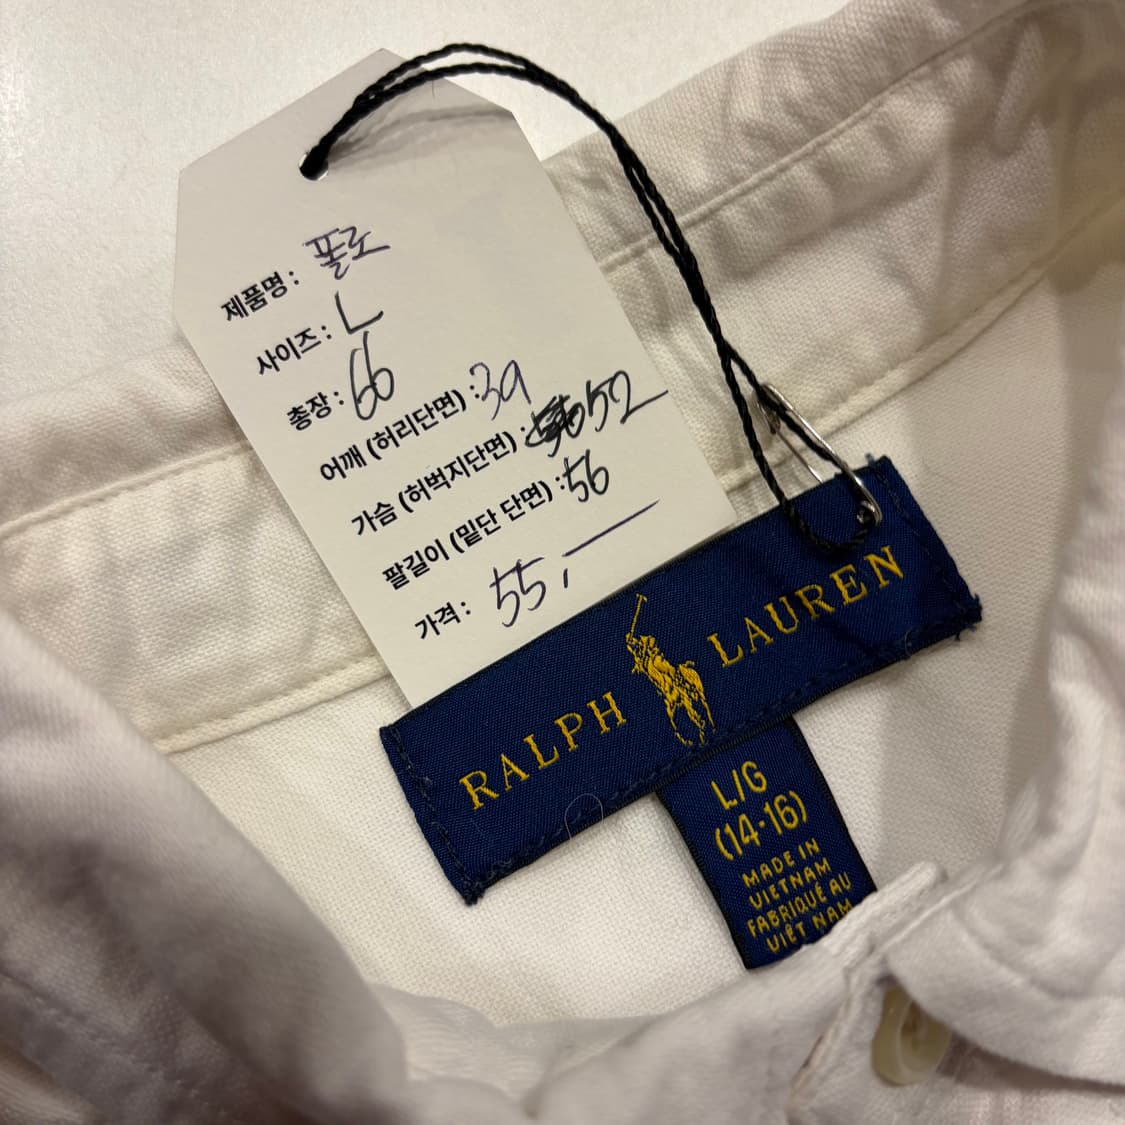 제품명 : 폴로
사이즈 : L
총장 : 66
어깨 (허리단면) : 39
가슴 (허벅지단면) : 52
팔길이 (밑단 단면) : 56
가격 : 55,-
RALPH LAUREN
L/G
(14-16)
MADE IN
VIETNAM
FABRIQUÉ AU
VIÊT NAM